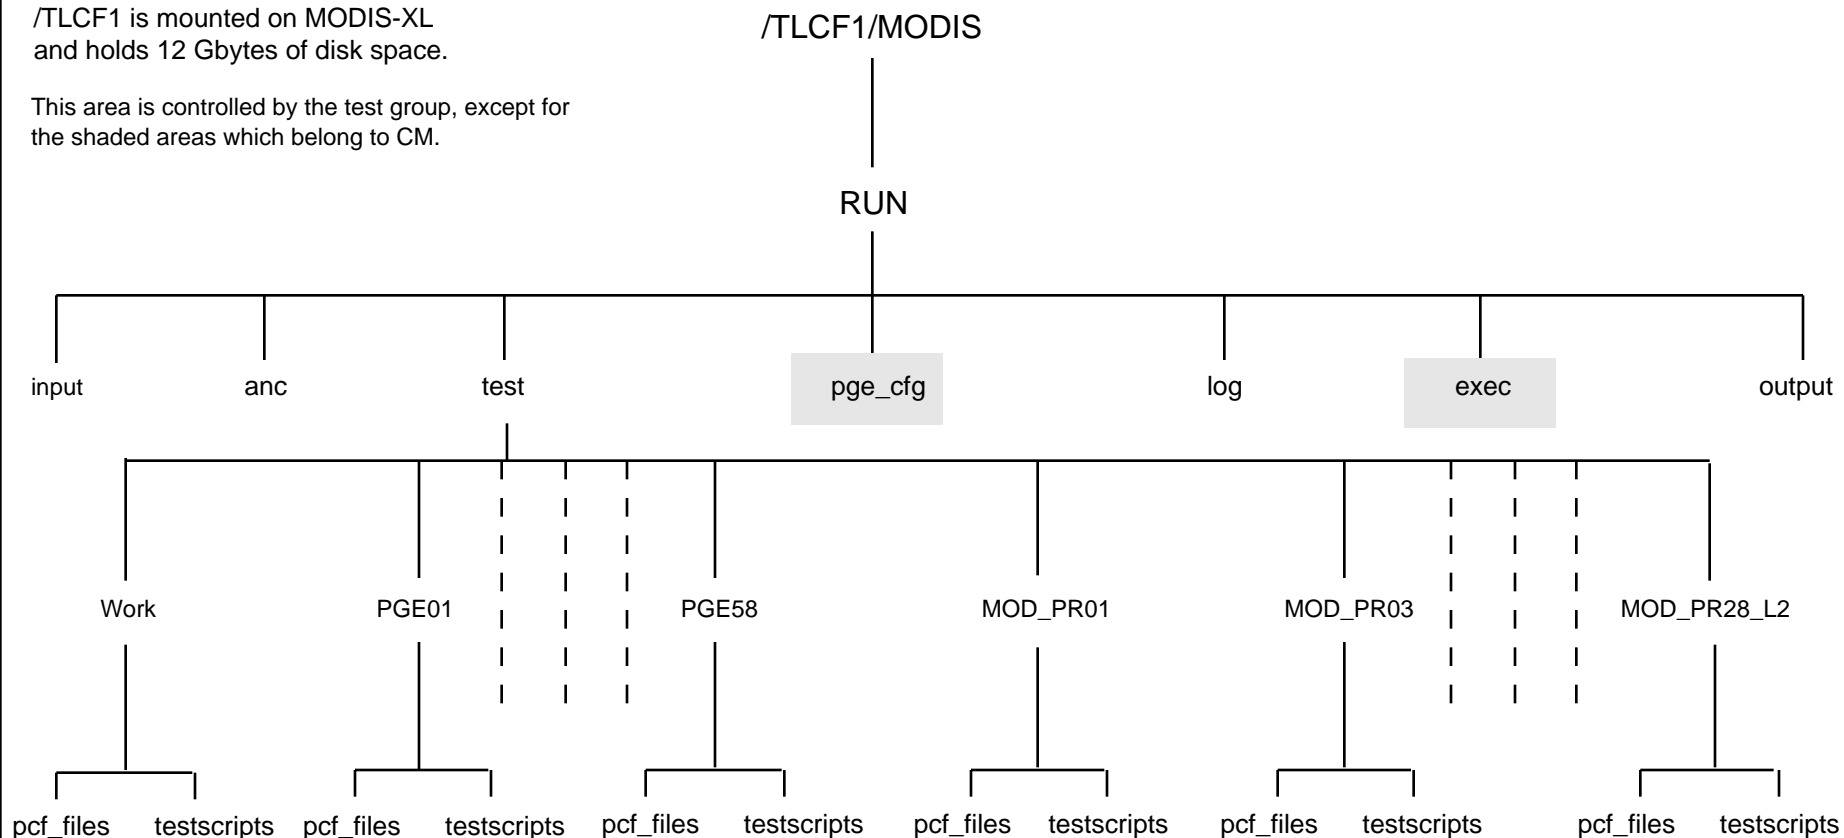 /TLCF1 is mounted on MODIS-XL
and holds 12 Gbytes of disk space.
This area is controlled by the test group, except for
the shaded areas which belong to CM.
/TLCF1/MODIS
RUN
input anc test pge_cfg log exec output
Work PGE01 PGE58 MOD_PR01 MOD_PR03 MOD_PR28_L2
pcf_files testscripts pcf_files testscripts pcf_files testscripts pcf_files testscripts pcf_files testscripts pcf_files testscripts